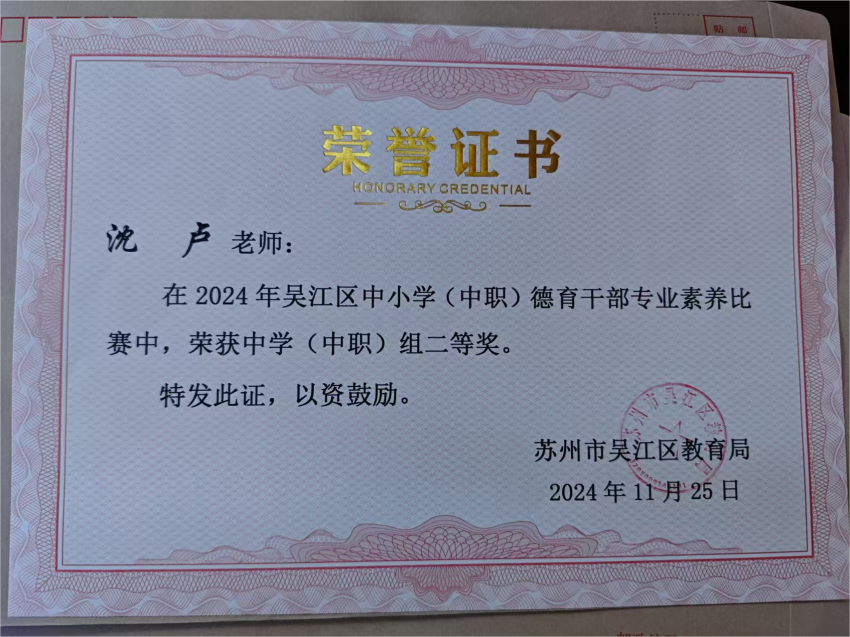 贴 邮
荣誉证书
HONORARY CREDENTIAL
沈 卢 老师：
在 2024 年吴江区中小学（中职）德育干部专业素养比
赛中，荣获中学（中职）组二等奖。
特发此证，以资鼓励。
苏州市吴江区教育局
2024 年 11 月 25 日